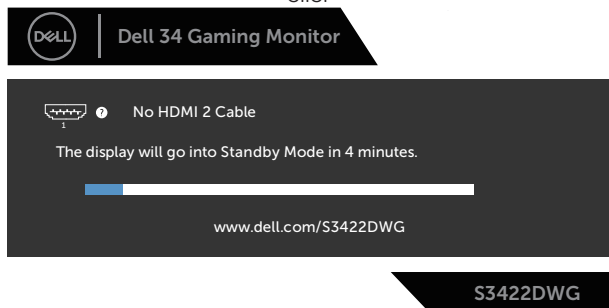 DELL
Dell 34 Gaming Monitor
1
?
No HDMI 2 Cable
The display will go into Standby Mode in 4 minutes.
www.dell.com/S3422DWG
S3422DWG